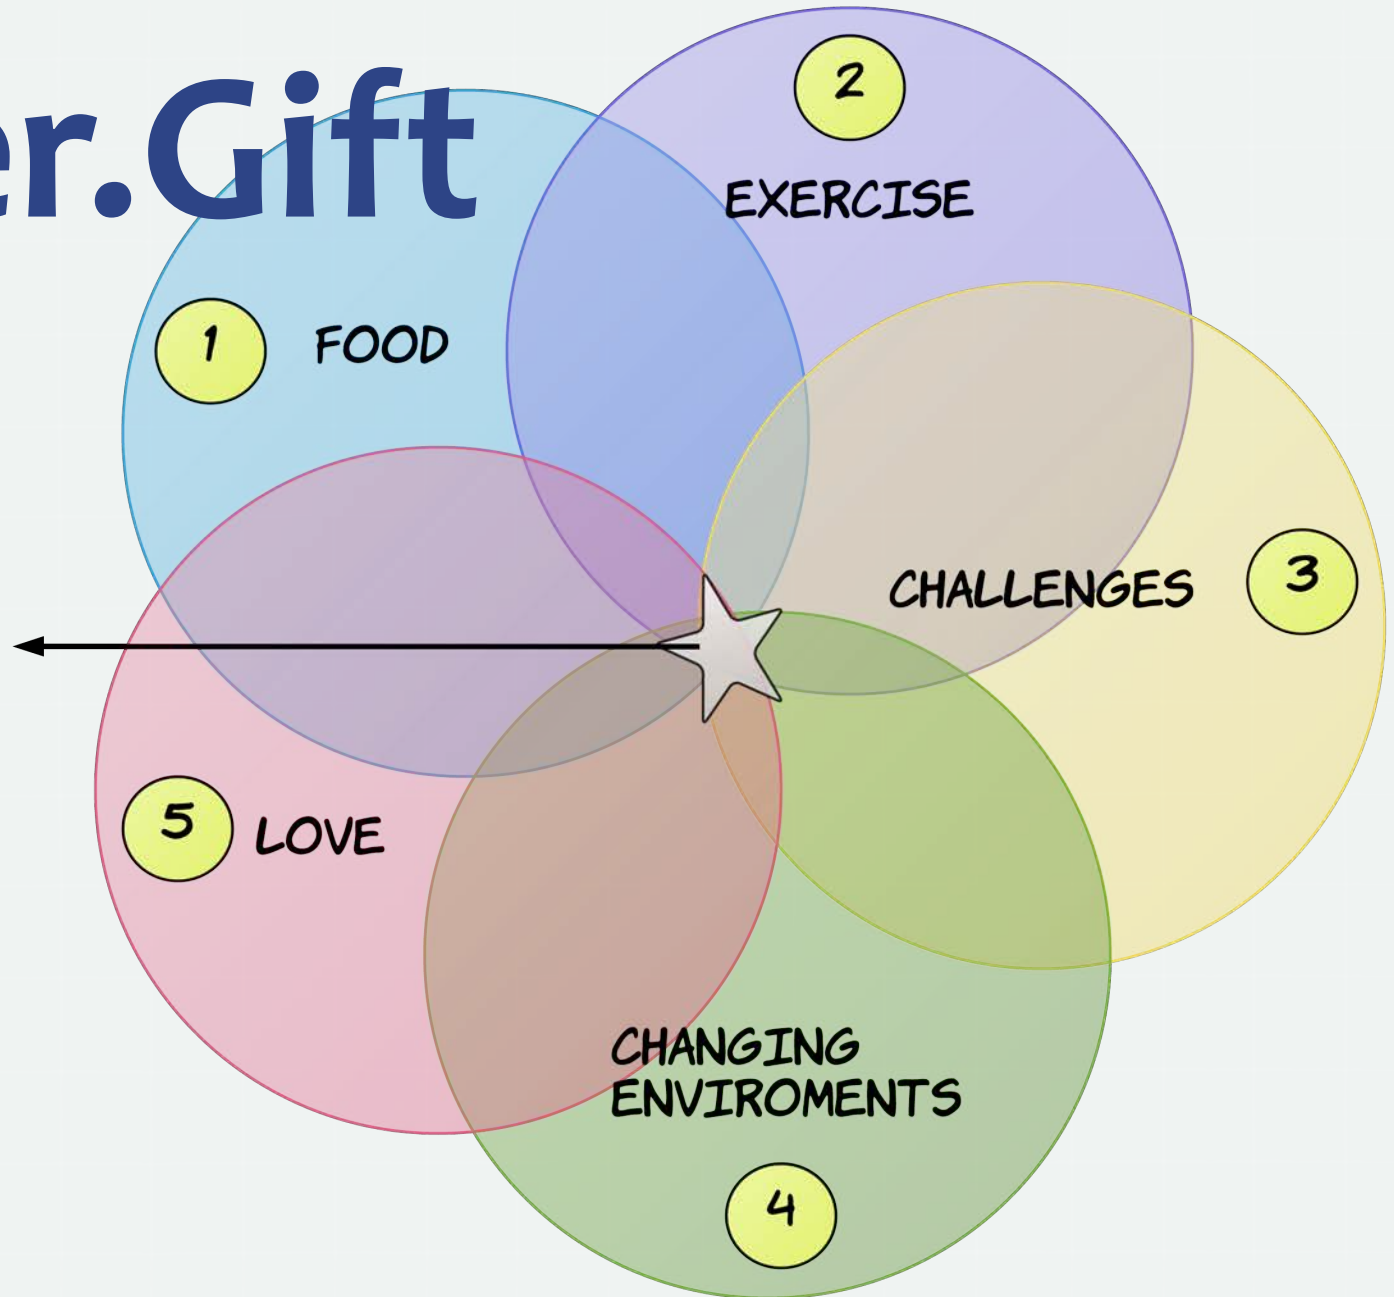 er.Gift
2
EXERCISE
1
FOOD
CHALLENGES
3
5
LOVE
CHANGING
ENVIROMENTS
4